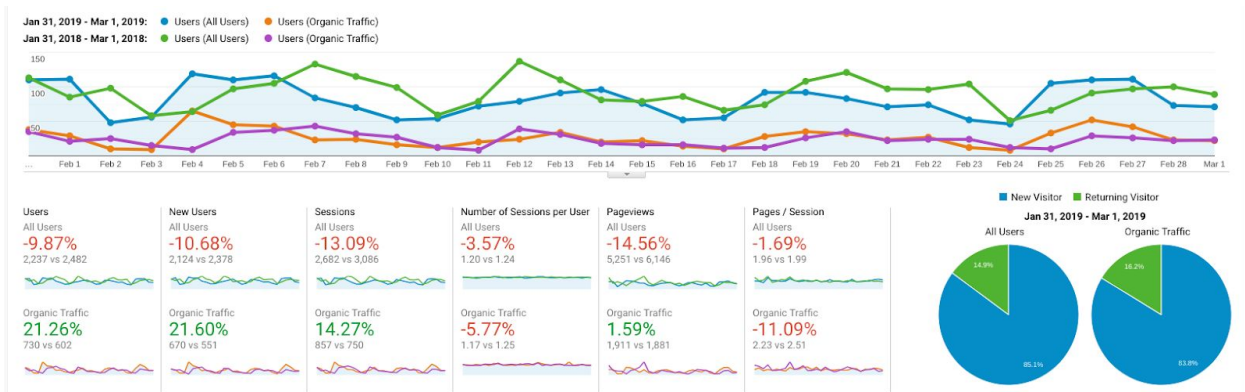 Jan 31, 2019 - Mar 1, 2019: Users (All Users) Users (Organic Traffic)
Jan 31, 2018 - Mar 1, 2018: Users (All Users) Users (Organic Traffic)
150
100
50
... Feb 1 Feb 2 Feb 3 Feb 4 Feb 5 Feb 6 Feb 7 Feb 8 Feb 9 Feb 10 Feb 11 Feb 12 Feb 13 Feb 14 Feb 15 Feb 16 Feb 17 Feb 18 Feb 19 Feb 20 Feb 21 Feb 22 Feb 23 Feb 24 Feb 25 Feb 26 Feb 27 Feb 28 Mar 1
Users
All Users
-9.87%
2,237 vs 2,482
Organic Traffic
21.26%
730 vs 602
New Users
All Users
-10.68%
2,124 vs 2,378
Organic Traffic
21.60%
670 vs 551
Sessions
All Users
-13.09%
2,682 vs 3,086
Organic Traffic
14.27%
857 vs 750
Number of Sessions per User
All Users
-3.57%
1.20 vs 1.24
Organic Traffic
-5.77%
1.17 vs 1.25
Pageviews
All Users
-14.56%
5,251 vs 6,146
Organic Traffic
1.59%
1,911 vs 1,881
Pages / Session
All Users
-1.69%
1.96 vs 1.99
Organic Traffic
-11.09%
2.23 vs 2.51
New Visitor Returning Visitor
Jan 31, 2019 - Mar 1, 2019
All Users
14.9%
85.1%
Organic Traffic
16.2%
83.8%